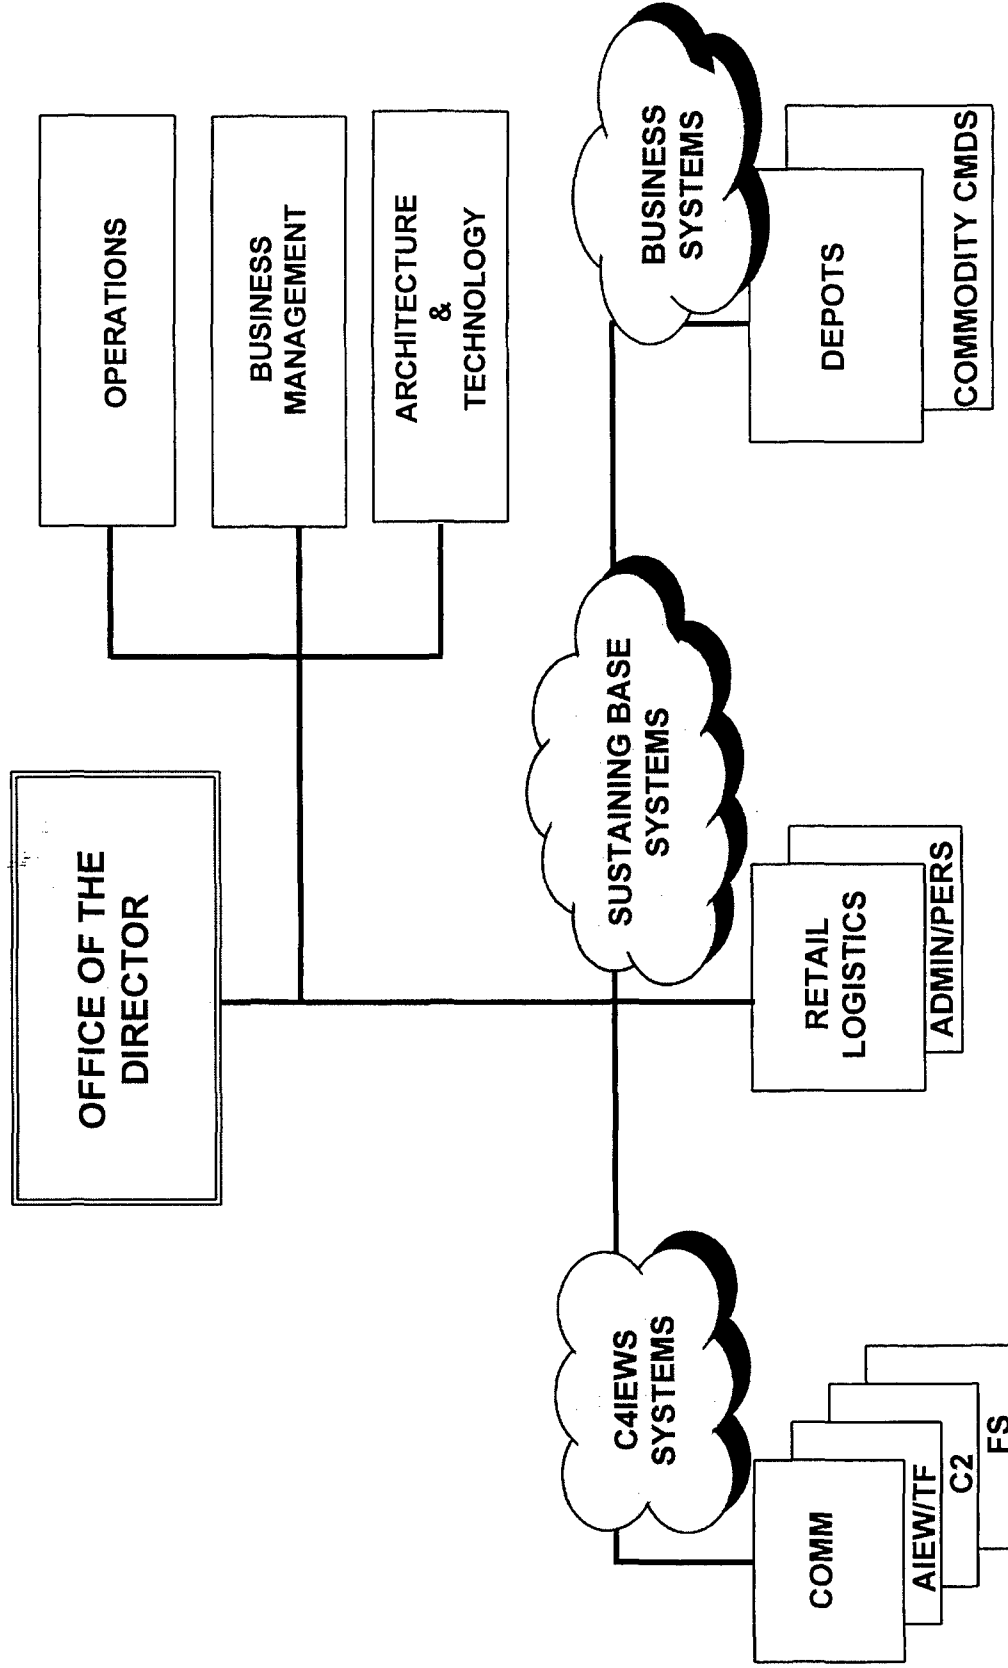 OFFICE OF THE
DIRECTOR
OPERATIONS
BUSINESS
MANAGEMENT
ARCHITECTURE
&
TECHNOLOGY
C4IEWS
SYSTEMS
SUSTAINING BASE
SYSTEMS
BUSINESS
SYSTEMS
COMM
AIEW/TF
C2
FS
RETAIL
LOGISTICS
ADMIN/PERS
DEPOTS
COMMODITY CMDS